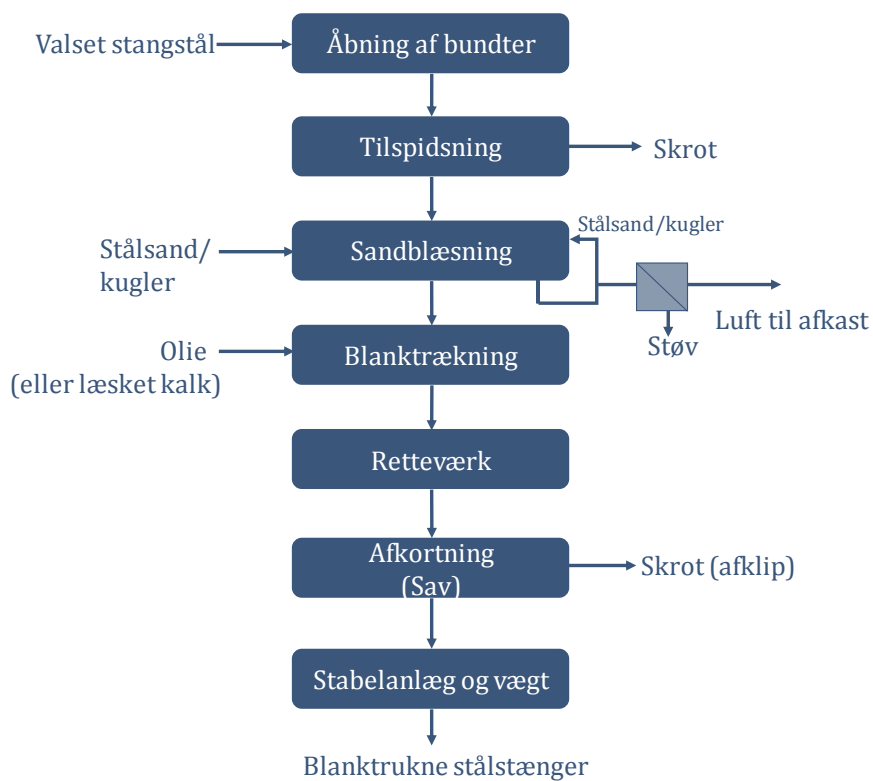 Valset stangstål
Åbning af bundter
Tilspidsning
Skrot
Stålsand/
kugler
Sandblæsning
Stålsand/kugler
Luft til afkast
Støv
Olie
(eller læsket kalk)
Blanktrækning
Retteværk
Afkortning
(Sav)
Skrot (afklip)
Stabelanlæg og vægt
Blanktrukne stålstænger